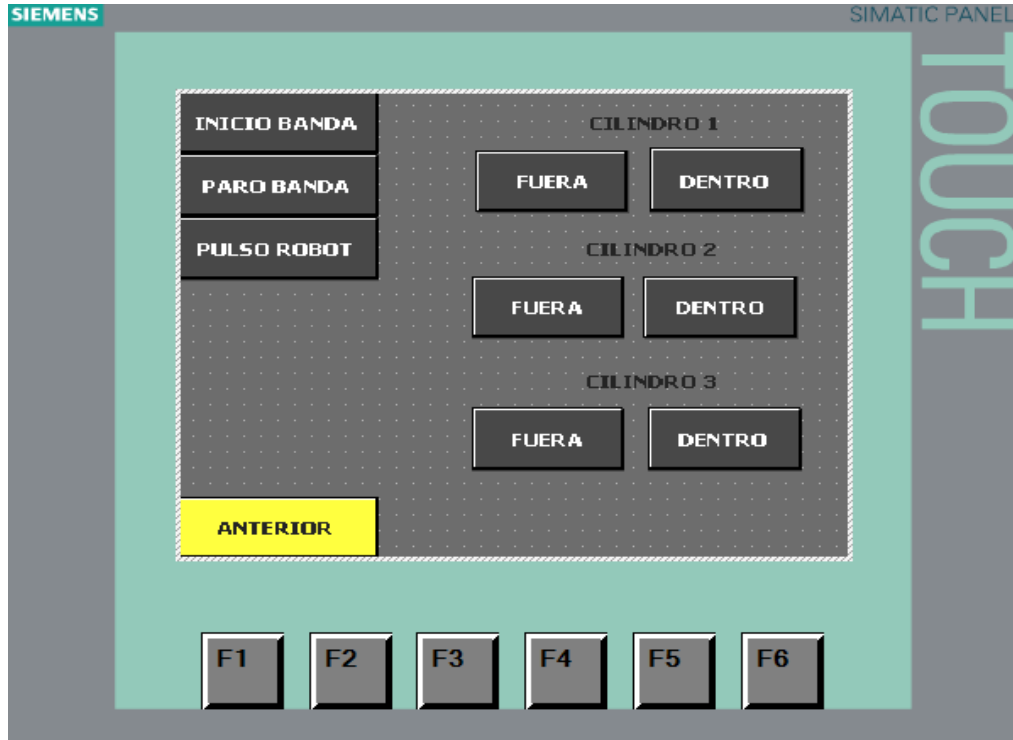 SIEMENS
SIMATIC PANEL
TOUCH
INICIO BANDA
PARO BANDA
PULSO ROBOT
ANTERIOR
CILINDRO 1
FUERA DENTRO
CILINDRO 2
FUERA DENTRO
CILINDRO 3
FUERA DENTRO
F1 F2 F3 F4 F5 F6